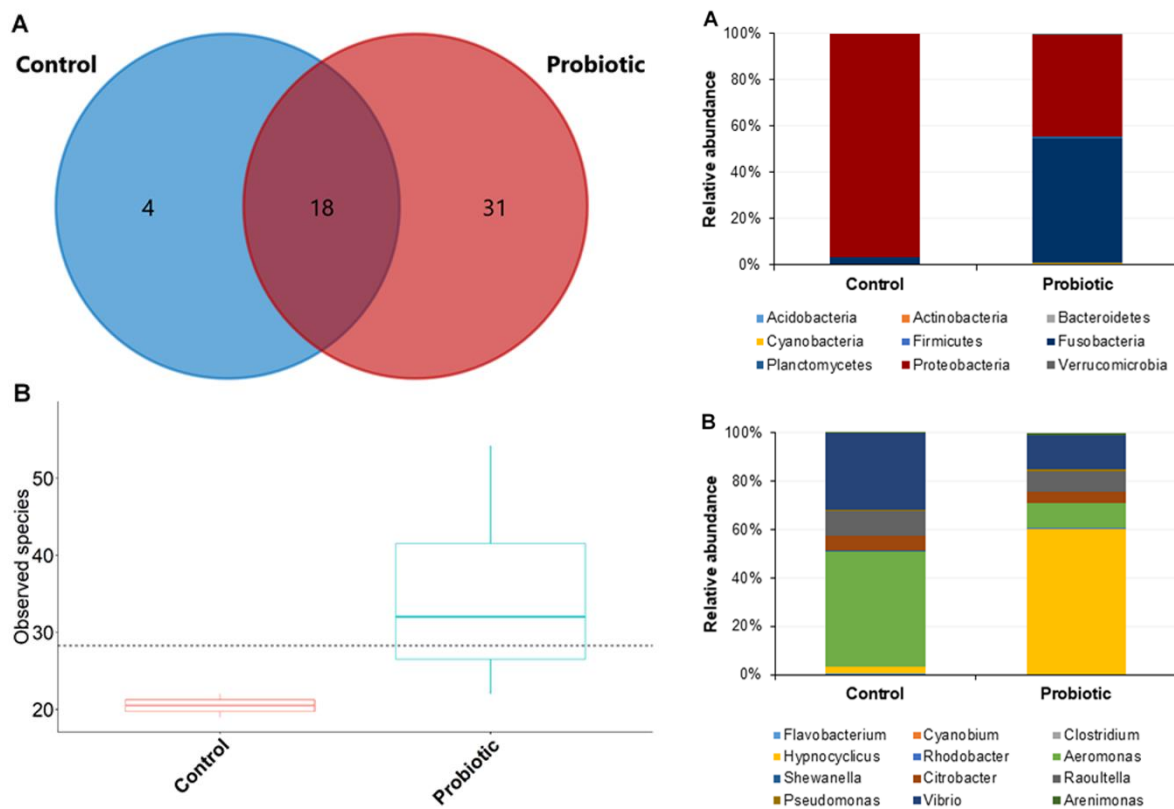 A
Control
Probiotic
4
18
31
B
Observed species
50
40
30
20
Control
Probiotic
A
Relative abundance
100%
80%
60%
40%
20%
0%
Control
Probiotic
Acidobacteria Actinobacteria Bacteroidetes
Cyanobacteria Firmicutes Fusobacteria
Planctomycetes Proteobacteria Verrucomicrobia
B
Relative abundance
100%
80%
60%
40%
20%
0%
Control
Probiotic
Flavobacterium Cyanobium Clostridium
Hypnocyclicus Rhodobacter Aeromonas
Shewanella Citrobacter Raoultella
Pseudomonas Vibrio Arenimonas